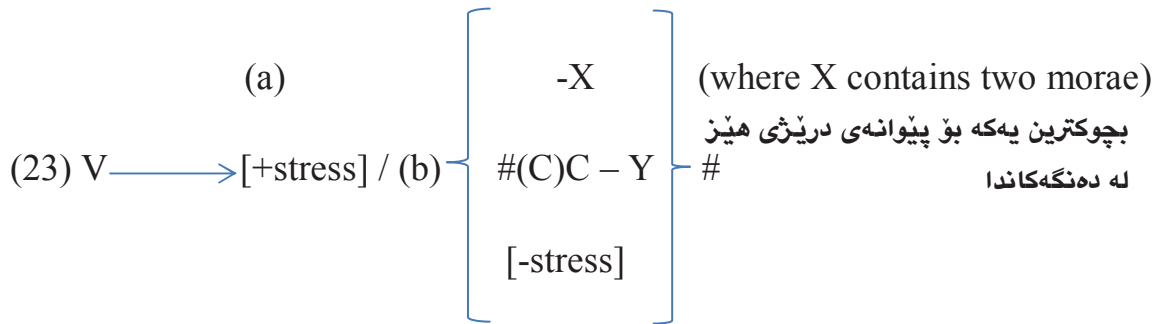 (a) -X (where X contains two morae)
بچوکترین یەکە بۆ پێوانەی درێژی هێز
(23) V → [+stress] / (b) #(C)C – Y #
لە دەنگەکاندا
[-stress]